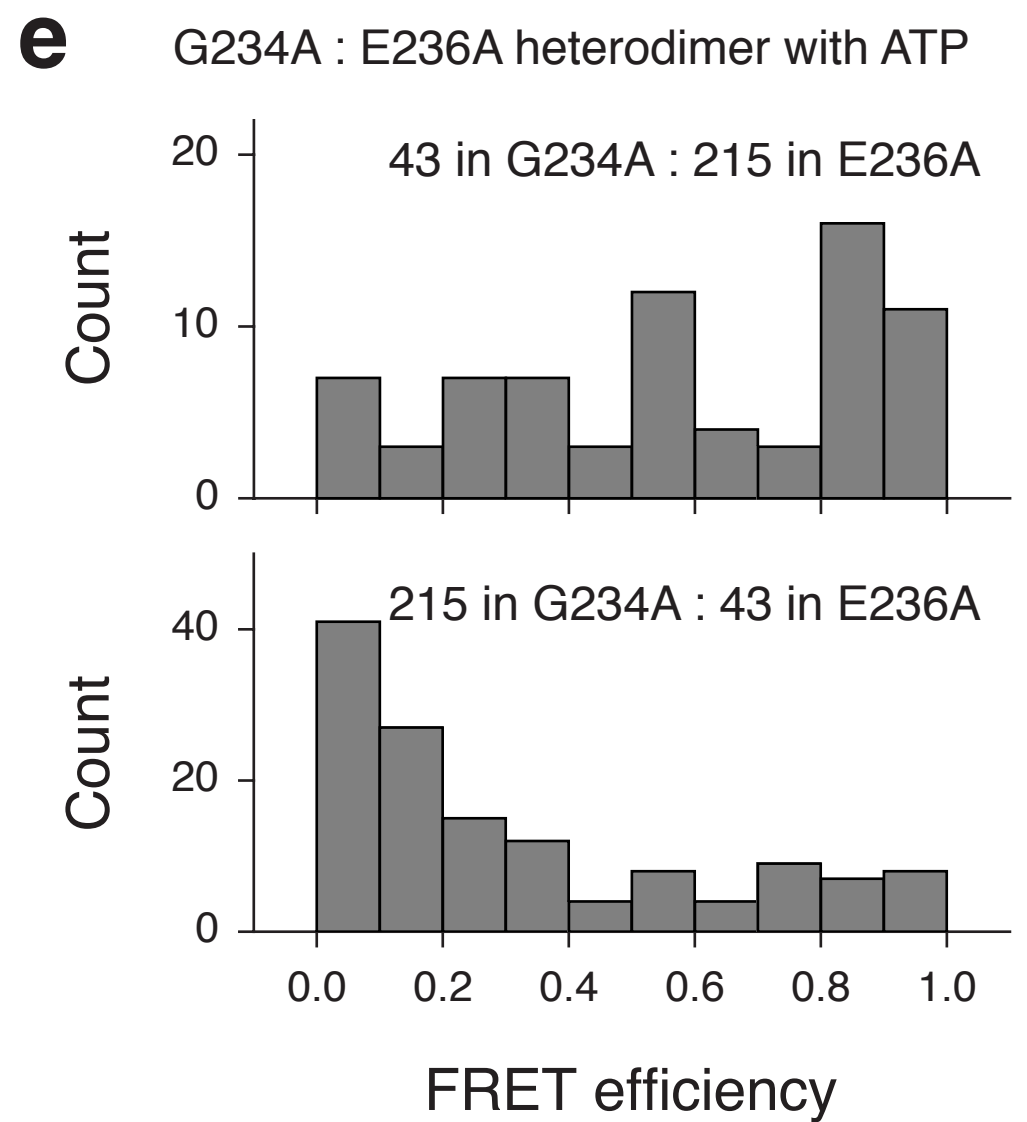 e
G234A : E236A heterodimer with ATP
43 in G234A : 215 in E236A
Count
20
10
0
215 in G234A : 43 in E236A
Count
40
20
0
0.0 0.2 0.4 0.6 0.8 1.0
FRET efficiency